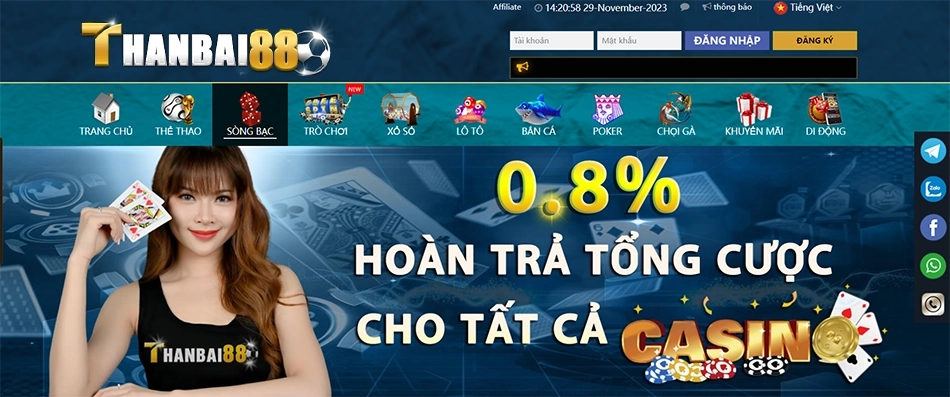 THANBAI88
Affiliate 14:20:58 29-November-2023 thông báo Tiếng Việt
Tài khoản Mật khẩu ĐĂNG NHẬP ĐĂNG KÝ
NEW
TRANG CHỦ THỂ THAO SÒNG BẠC TRÒ CHƠI XỔ SỐ LÔ TÔ BẮN CÁ POKER CHỌI GÀ KHUYẾN MÃI DI ĐỘNG
0.8%
HOÀN TRẢ TỔNG CƯỢC
CHO TẤT CẢ CASINO
THANBAI88
Zalo